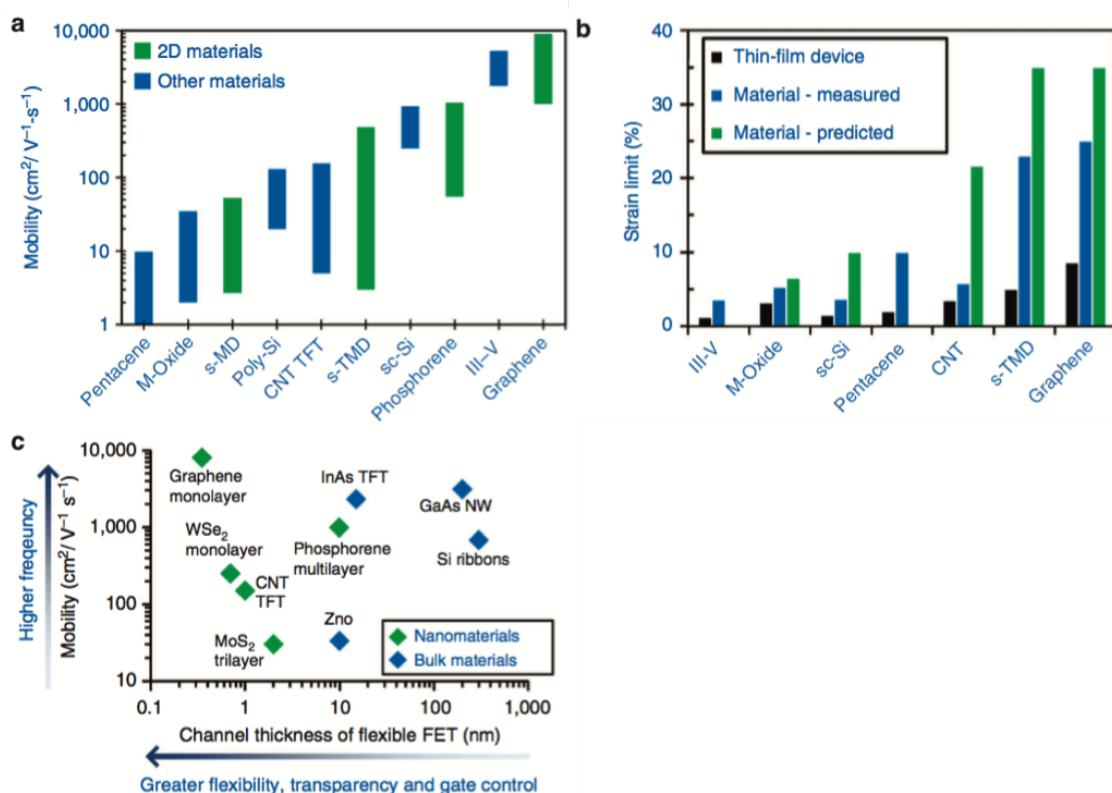 a
10,000
1,000
100
10
1
Mobility (cm²/ V⁻¹-s⁻¹)
2D materials
Other materials
Pentacene
M-Oxide
s-MD
Poly-Si
CNT TFT
s-TMD
sc-Si
Phosphorene
III–V
Graphene
b
40
30
20
10
0
Strain limit (%)
Thin-film device
Material - measured
Material - predicted
III-V
M-Oxide
sc-Si
Pentacene
CNT
s-TMD
Graphene
c
Higher freqeuncy
Mobility (cm²/ V⁻¹ s⁻¹)
10,000
1,000
100
10
Graphene
monolayer
WSe₂
monolayer
CNT
TFT
MoS₂
trilayer
InAs TFT
Phosphorene
multilayer
Zno
GaAs NW
Si ribbons
Nanomaterials
Bulk materials
0.1
1
10
100
1,000
Channel thickness of flexible FET (nm)
Greater flexibility, transparency and gate control